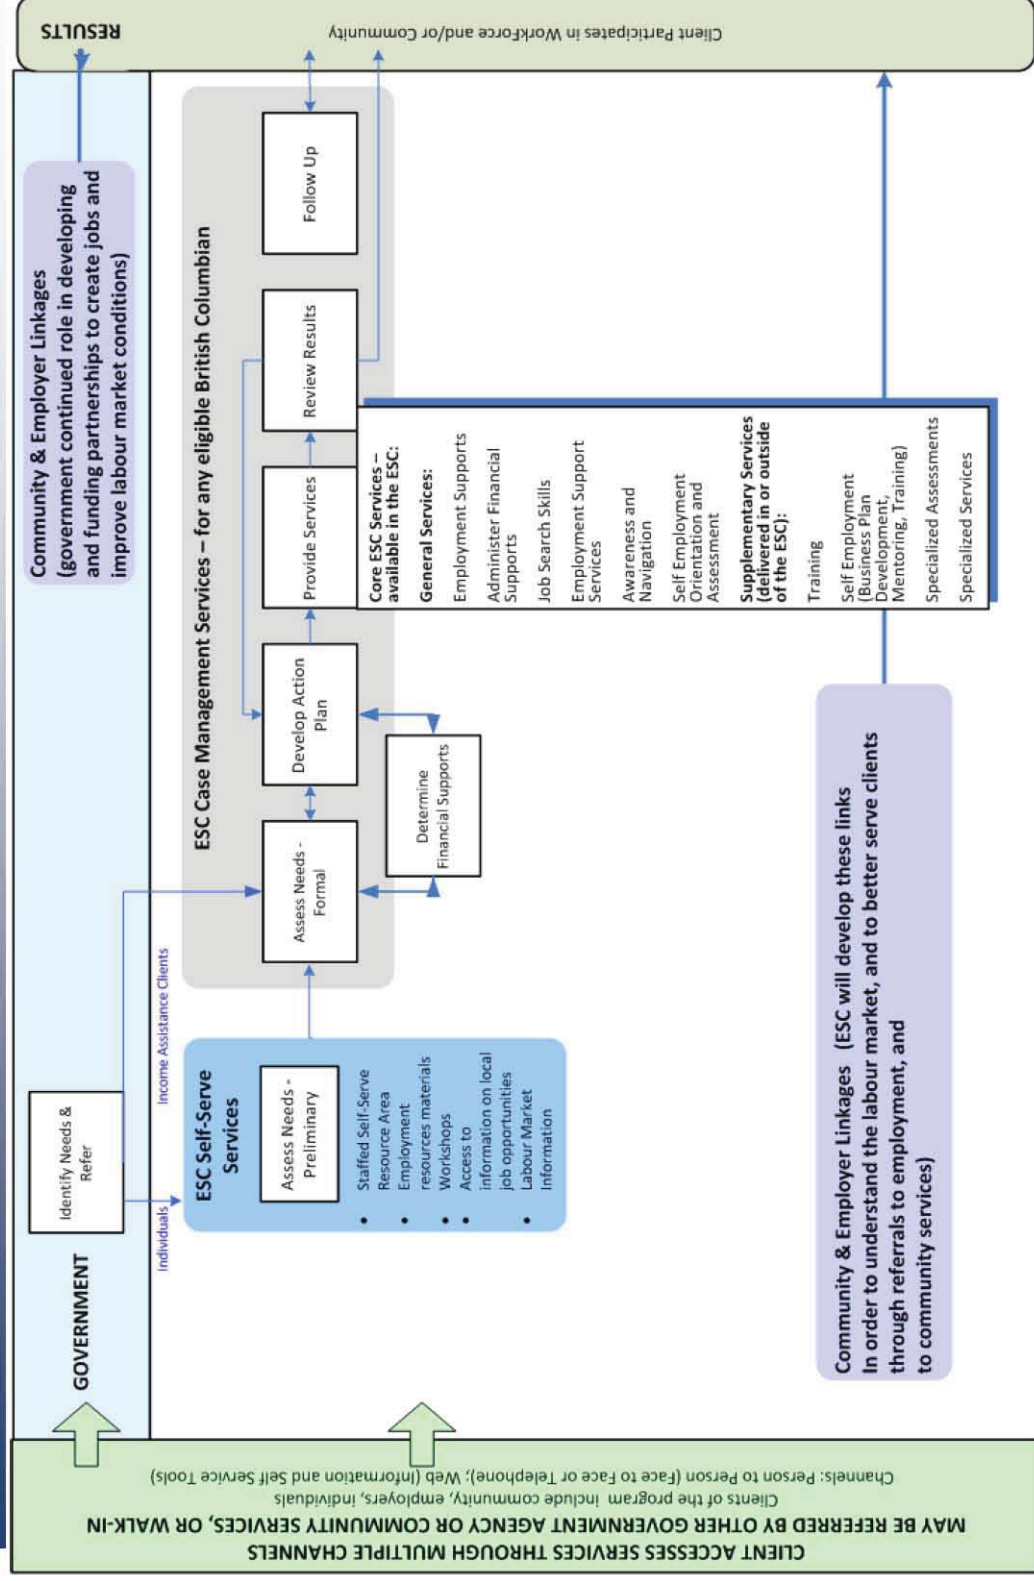 CLIENT ACCESSES SERVICES THROUGH MULTIPLE CHANNELS
MAY BE REFERRED BY OTHER GOVERNMENT AGENCY OR COMMUNITY SERVICES, OR WALK-IN
Clients of the program include community, employers, individuals
Channels: Person to Person (Face to Face or Telephone); Web (Information and Self Service Tools)
GOVERNMENT
Identify Needs &
Refer
Individuals
Income Assistance Clients
Community & Employer Linkages
(government continued role in developing
and funding partnerships to create jobs and
improve labour market conditions)
RESULTS
Client Participates in WorkForce and/or Community
ESC Self-Serve
Services
Assess Needs -
Preliminary
• Staffed Self-Serve
Resource Area
• Employment
resources materials
• Workshops
• Access to
information on local
job opportunities
• Labour Market
Information
ESC Case Management Services – for any eligible British Columbian
Assess Needs -
Formal
Develop Action
Plan
Determine
Financial Supports
Provide Services
Review Results
Follow Up
Core ESC Services –
available in the ESC:
General Services:
Employment Supports
Administer Financial
Supports
Job Search Skills
Employment Support
Services
Awareness and
Navigation
Self Employment
Orientation and
Assessment
Supplementary Services
(delivered in or outside
of the ESC):
Training
Self Employment
(Business Plan
Development,
Mentoring, Training)
Specialized Assessments
Specialized Services
Community & Employer Linkages (ESC will develop these links
In order to understand the labour market, and to better serve clients
through referrals to employment, and
to community services)